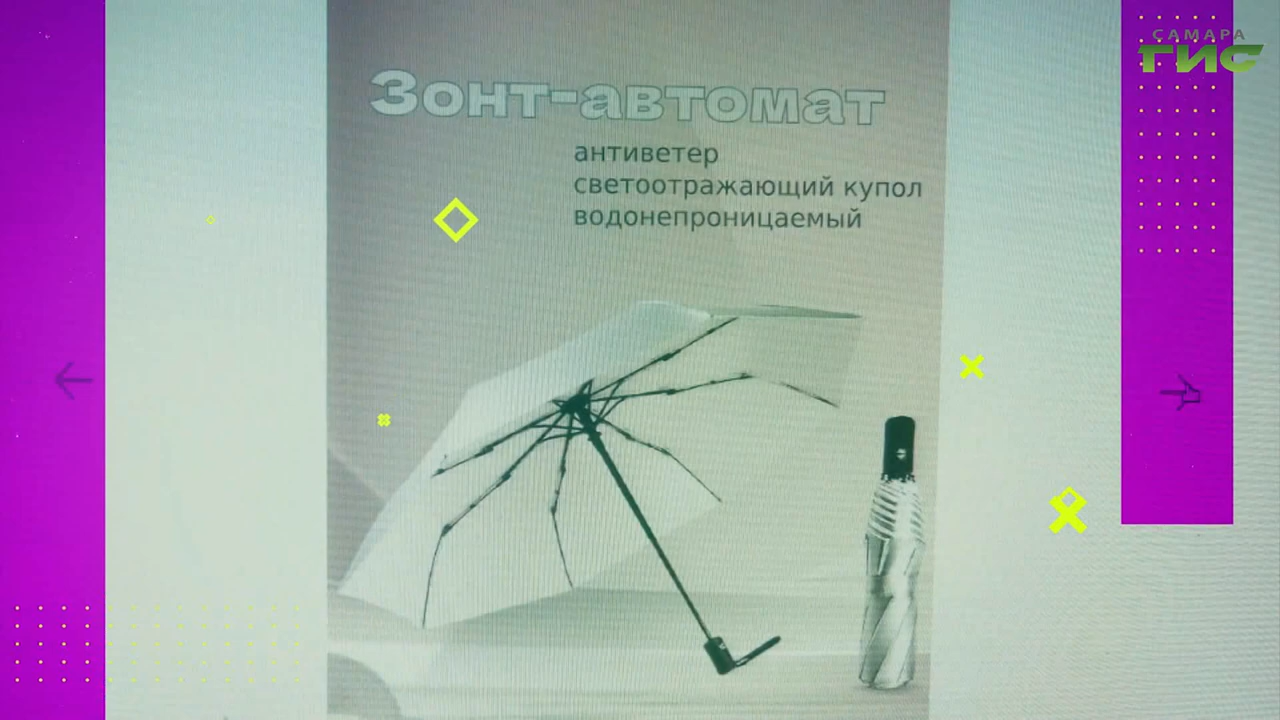 САМАРА
ГИС
Зонт-автомат
антиветер
светоотражающий купол
водонепроницаемый